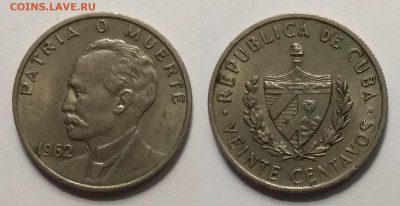 COINS.LAVE.RU
PATRIA O MUERTE
1962
REPUBLICA DE CUBA
VEINTE CENTAVOS